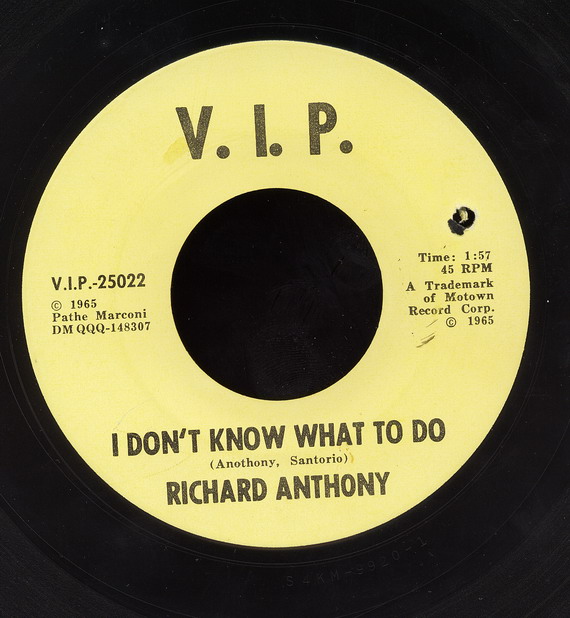 V. I. P.
V.I.P.-25022
© 1965
Pathe Marconi
DM QQQ-148307
Time: 1:57
45 RPM
A Trademark
of Motown
Record Corp.
© 1965
I DON'T KNOW WHAT TO DO
(Anothony, Santorio)
RICHARD ANTHONY